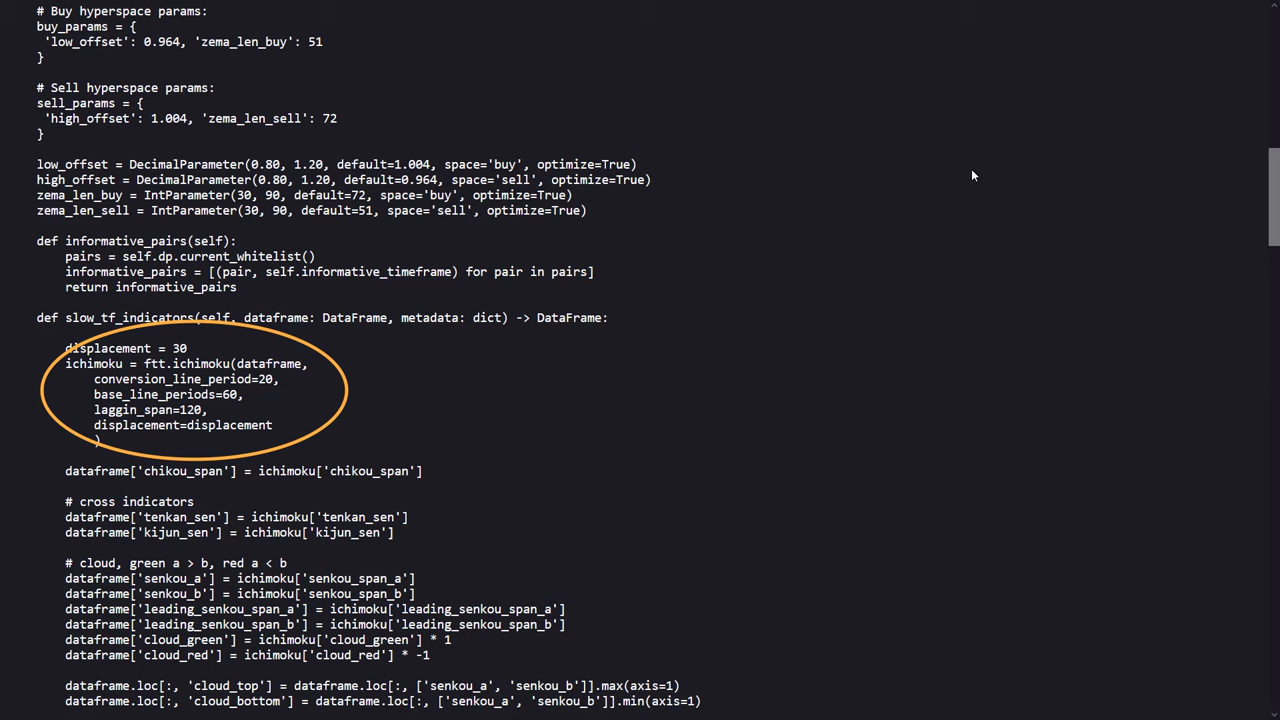 # Buy hyperspace params:
buy_params = {
'low_offset': 0.964, 'zema_len_buy': 51
}
# Sell hyperspace params:
sell_params = {
'high_offset': 1.004, 'zema_len_sell': 72
}
low_offset = DecimalParameter(0.80, 1.20, default=1.004, space='buy', optimize=True)
high_offset = DecimalParameter(0.80, 1.20, default=0.964, space='sell', optimize=True)
zema_len_buy = IntParameter(30, 90, default=72, space='buy', optimize=True)
zema_len_sell = IntParameter(30, 90, default=51, space='sell', optimize=True)
def informative_pairs(self):
pairs = self.dp.current_whitelist()
informative_pairs = [(pair, self.informative_timeframe) for pair in pairs]
return informative_pairs
def slow_tf_indicators(self, dataframe: DataFrame, metadata: dict) -> DataFrame:
displacement = 30
ichimoku = ftt.ichimoku(dataframe,
conversion_line_period=20,
base_line_periods=60,
laggin_span=120,
displacement=displacement
)
dataframe['chikou_span'] = ichimoku['chikou_span']
# cross indicators
dataframe['tenkan_sen'] = ichimoku['tenkan_sen']
dataframe['kijun_sen'] = ichimoku['kijun_sen']
# cloud, green a > b, red a < b
dataframe['senkou_a'] = ichimoku['senkou_span_a']
dataframe['senkou_b'] = ichimoku['senkou_span_b']
dataframe['leading_senkou_span_a'] = ichimoku['leading_senkou_span_a']
dataframe['leading_senkou_span_b'] = ichimoku['leading_senkou_span_b']
dataframe['cloud_green'] = ichimoku['cloud_green'] * 1
dataframe['cloud_red'] = ichimoku['cloud_red'] * -1
dataframe.loc[:, 'cloud_top'] = dataframe.loc[:, ['senkou_a', 'senkou_b']].max(axis=1)
dataframe.loc[:, 'cloud_bottom'] = dataframe.loc[:, ['senkou_a', 'senkou_b']].min(axis=1)